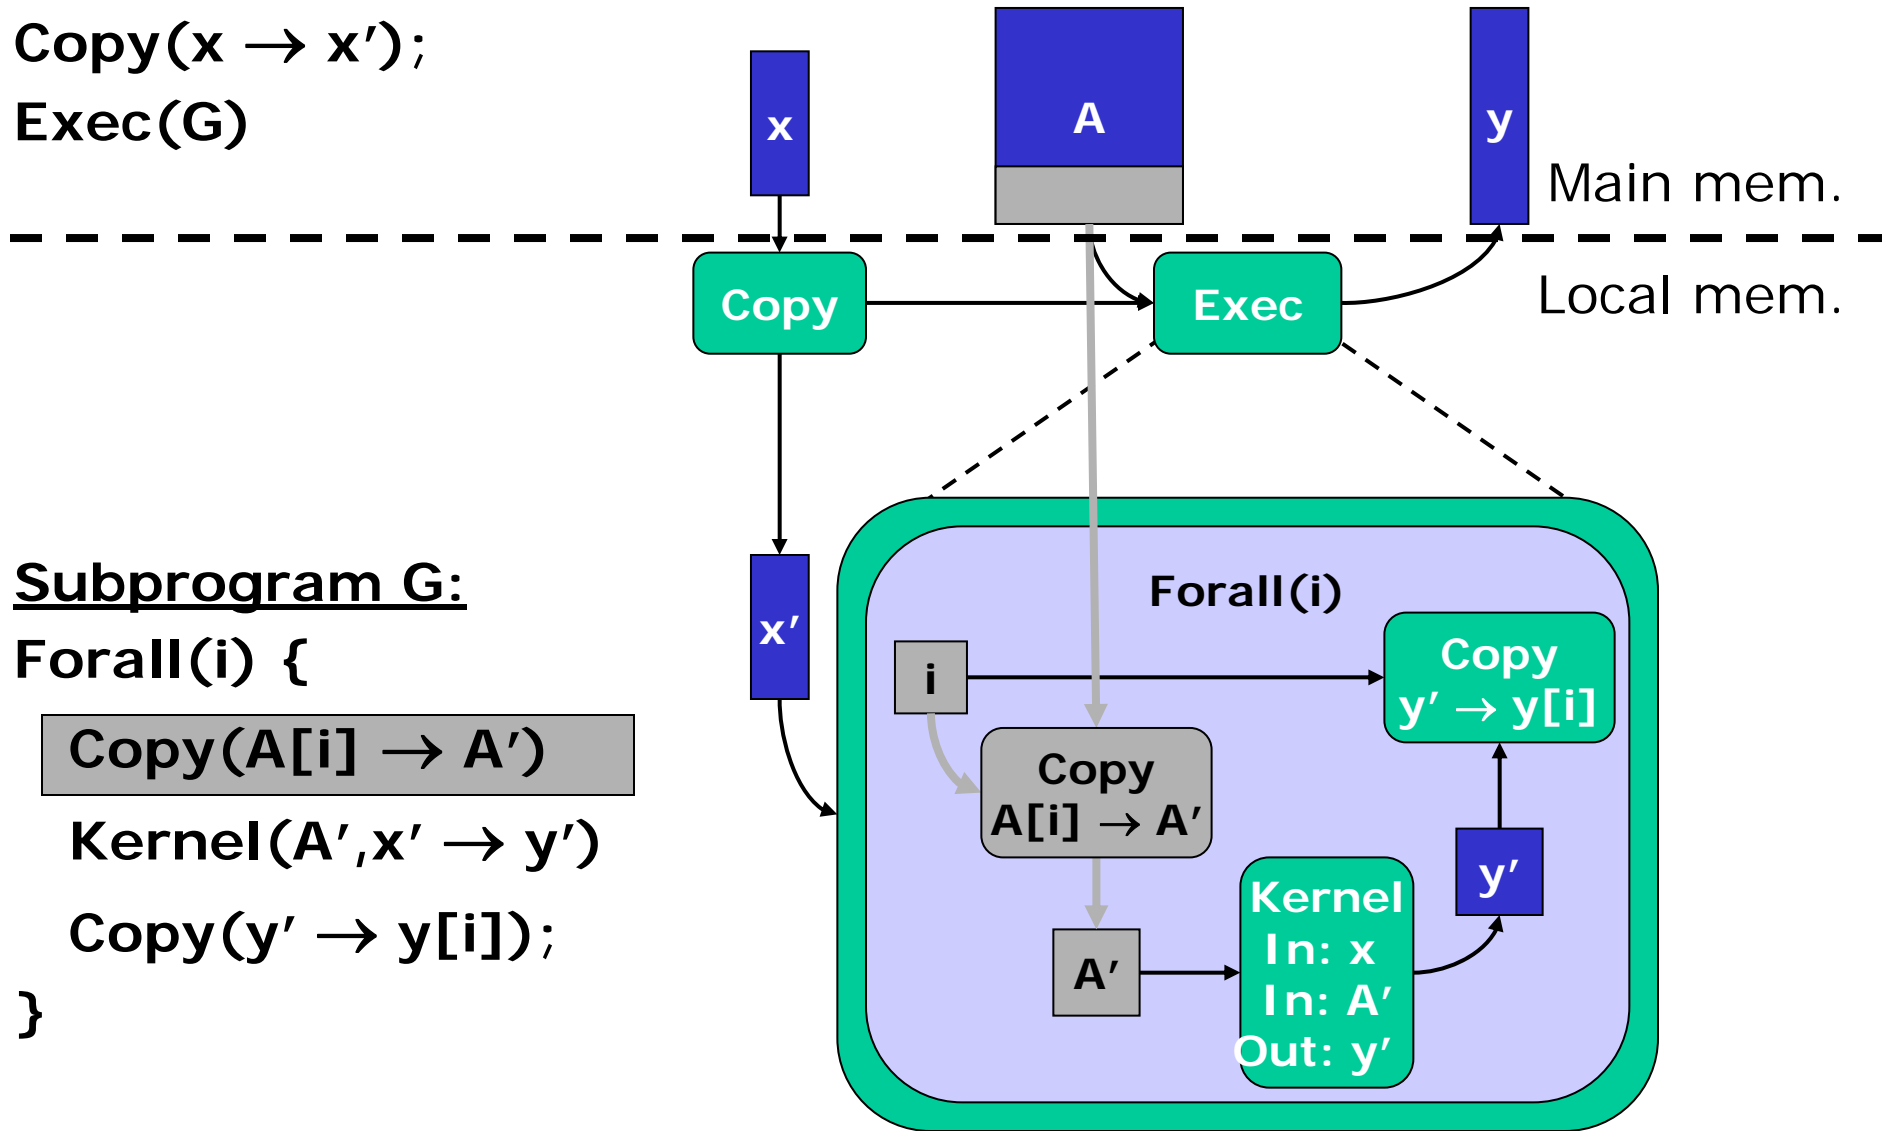 Copy(x → x′);
Exec(G)
x
A
y
Main mem.
Local mem.
Copy
Exec
Subprogram G:
Forall(i) {
Copy(A[i] → A′)
Kernel(A′,x′ → y′)
Copy(y′ → y[i]);
}
x′
Forall(i)
i
Copy
y′ → y[i]
Copy
A[i] → A′
A′
Kernel
In: x
In: A′
Out: y′
y′